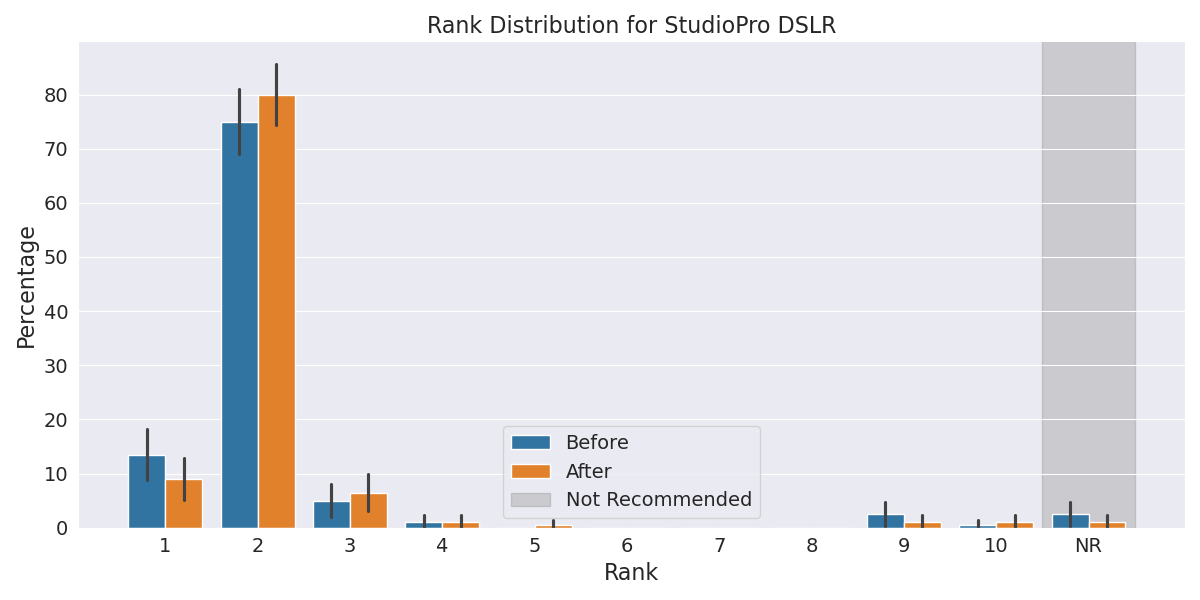 Rank Distribution for StudioPro DSLR
Percentage
80
70
60
50
40
30
20
10
0
Before
After
Not Recommended
1 2 3 4 5 6 7 8 9 10 NR
Rank